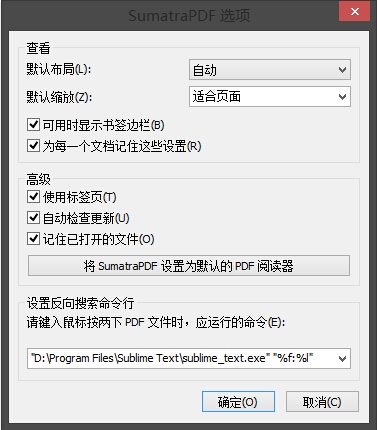 SumatraPDF 选项
查看
默认布局(L):
自动
默认缩放(Z):
适合页面
可用时显示书签边栏(B)
为每一个文档记住这些设置(R)
高级
使用标签页(T)
自动检查更新(U)
记住已打开的文件(O)
将 SumatraPDF 设置为默认的 PDF 阅读器
设置反向搜索命令行
请键入鼠标按两下 PDF 文件时，应运行的命令(E):
"D:\Program Files\Sublime Text\sublime_text.exe" "%f:%l"
确定(O)
取消(C)